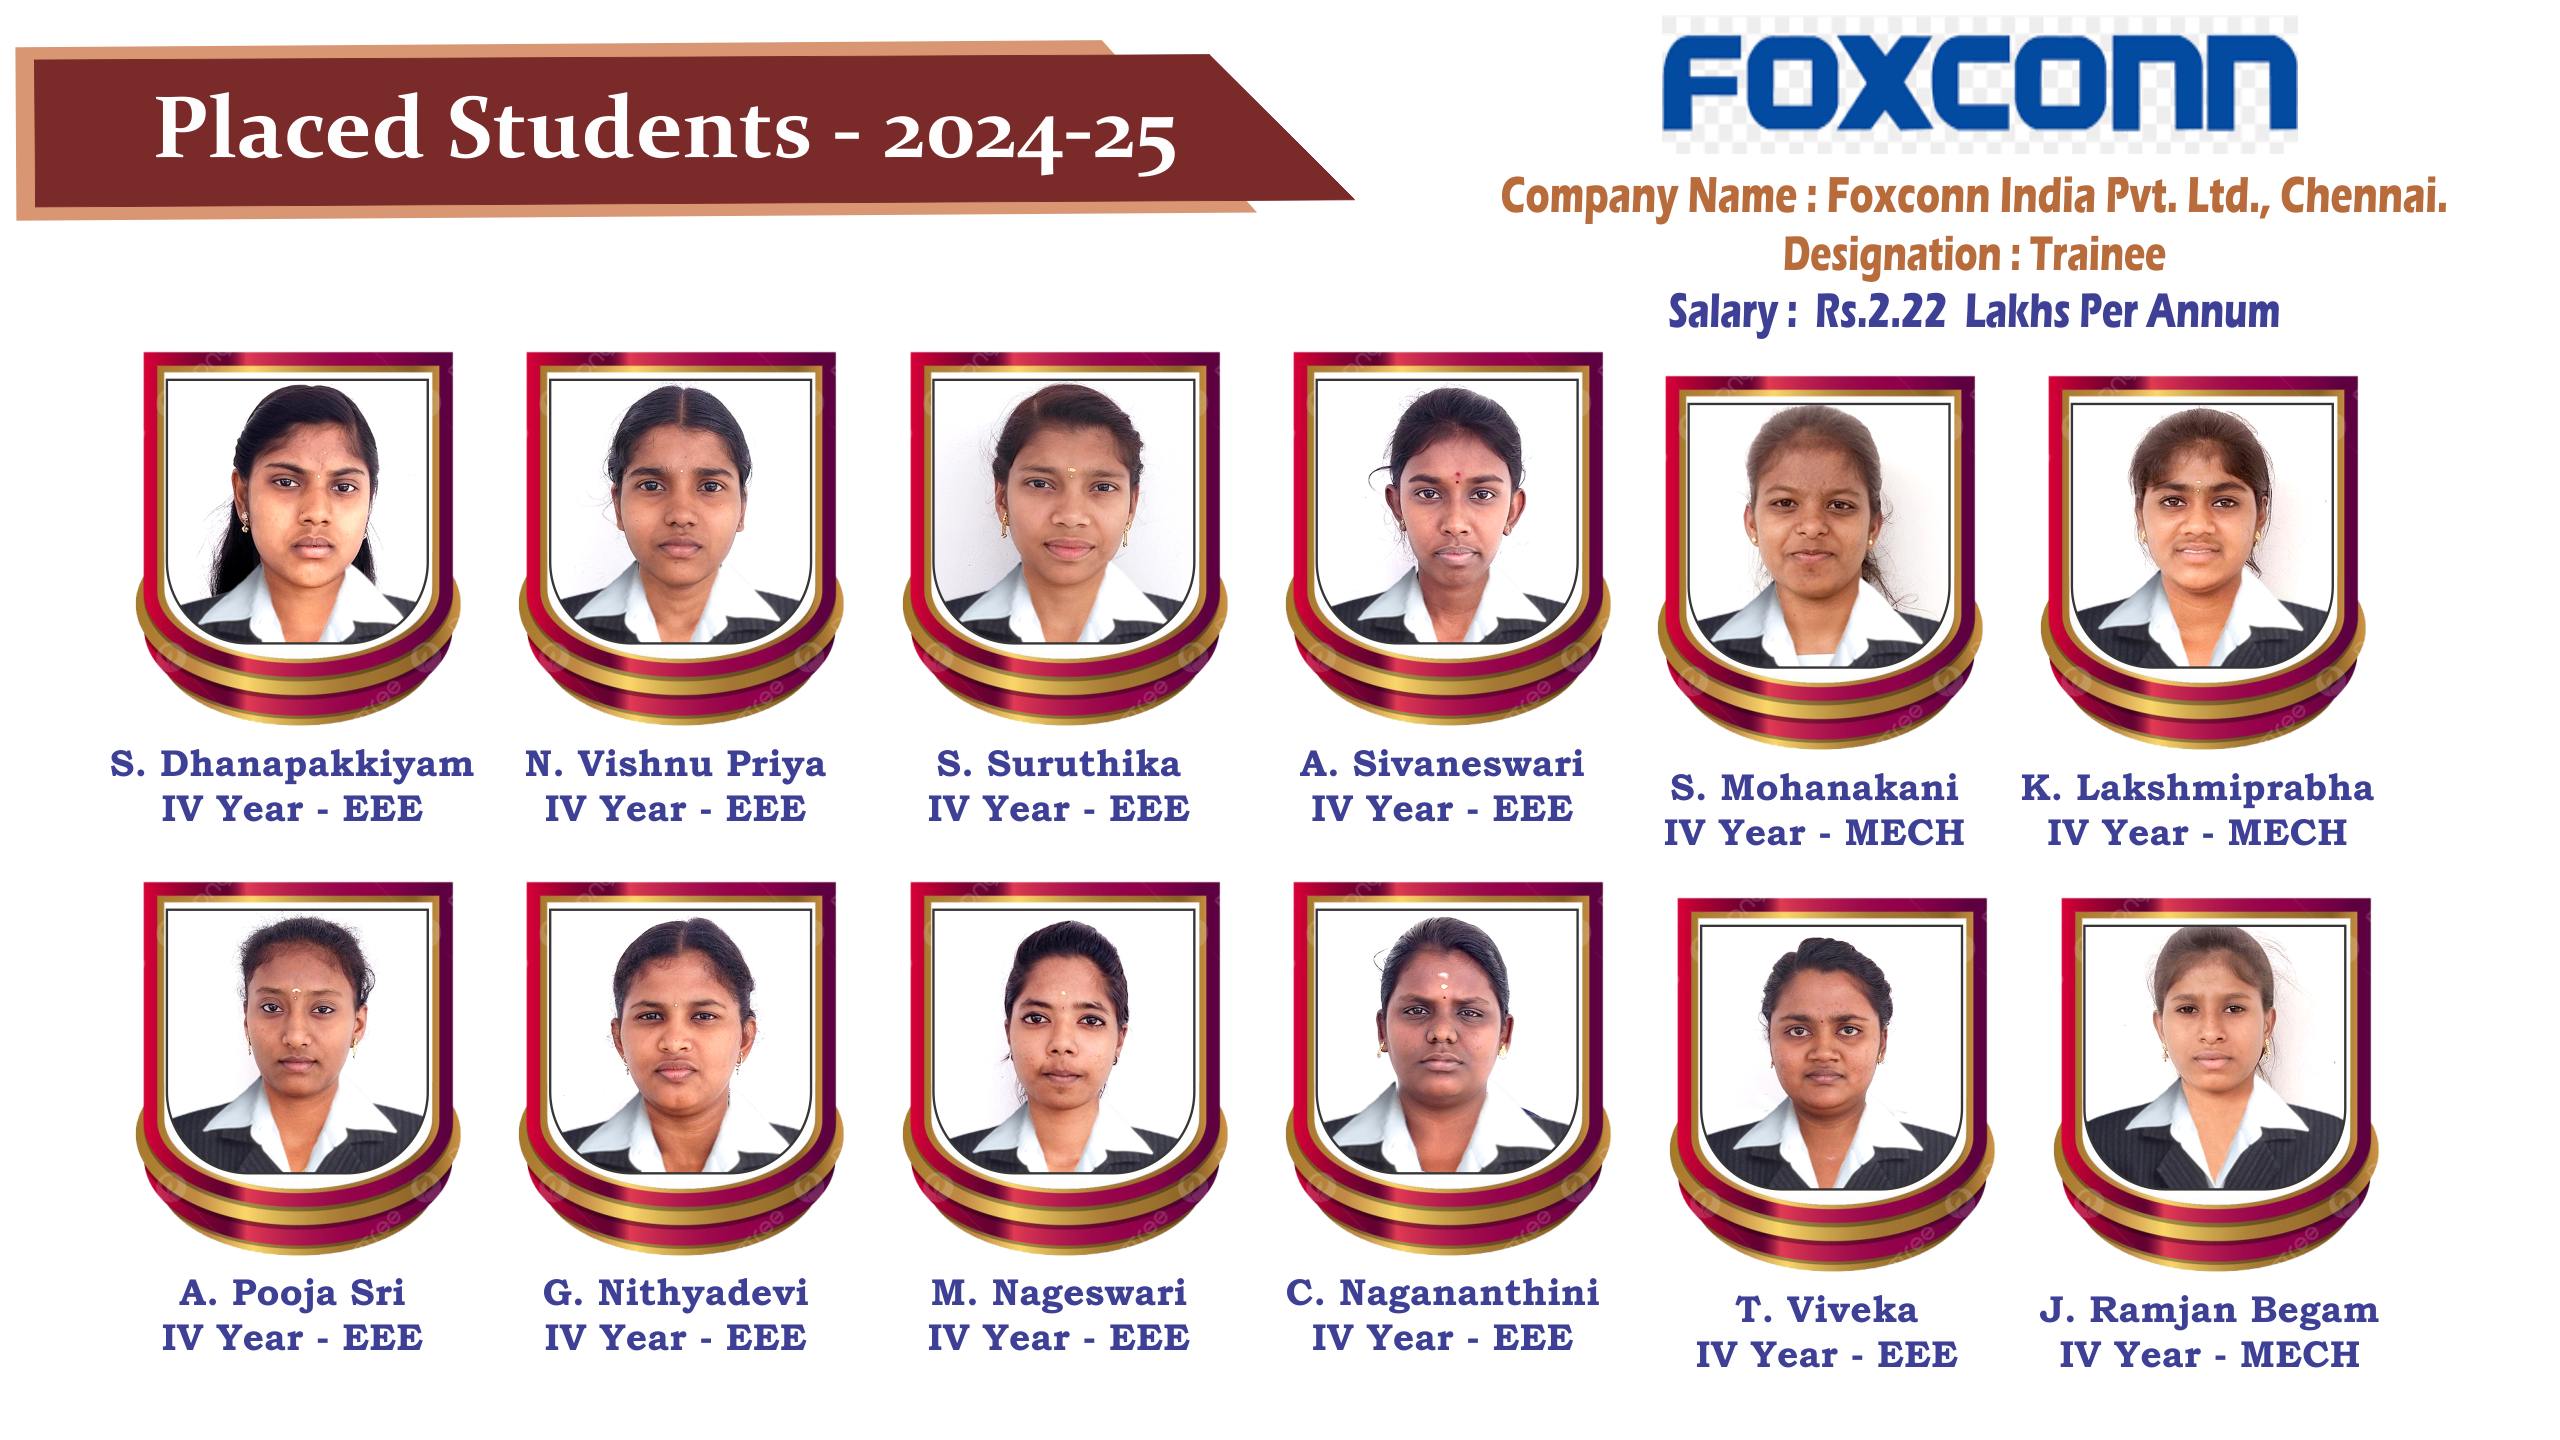 Placed Students - 2024-25
FOXCONN
Company Name : Foxconn India Pvt. Ltd., Chennai.
Designation : Trainee
Salary : Rs.2.22 Lakhs Per Annum
S. Dhanapakkiyam
IV Year - EEE
N. Vishnu Priya
IV Year - EEE
S. Suruthika
IV Year - EEE
A. Sivaneswari
IV Year - EEE
S. Mohanakani
IV Year - MECH
K. Lakshmiprabha
IV Year - MECH
A. Pooja Sri
IV Year - EEE
G. Nithyadevi
IV Year - EEE
M. Nageswari
IV Year - EEE
C. Nagananthini
IV Year - EEE
T. Viveka
IV Year - EEE
J. Ramjan Begam
IV Year - MECH